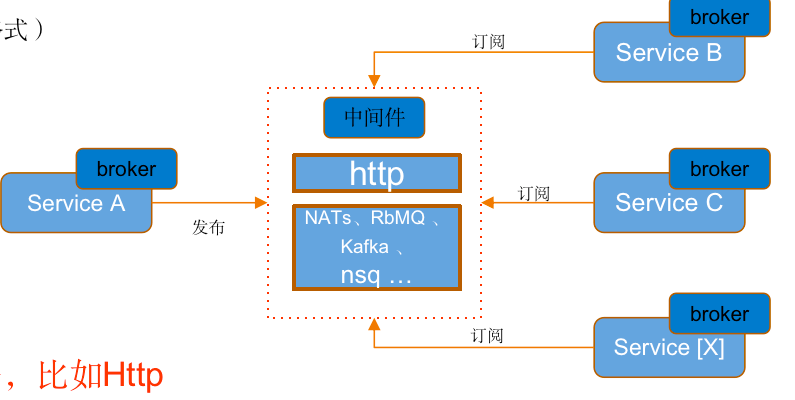 式）
broker
Service B
订阅
中间件
http
NATs、RbMQ 、
Kafka 、
nsq …
broker
Service A
发布
broker
Service C
订阅
broker
Service [X]
订阅
，比如Http